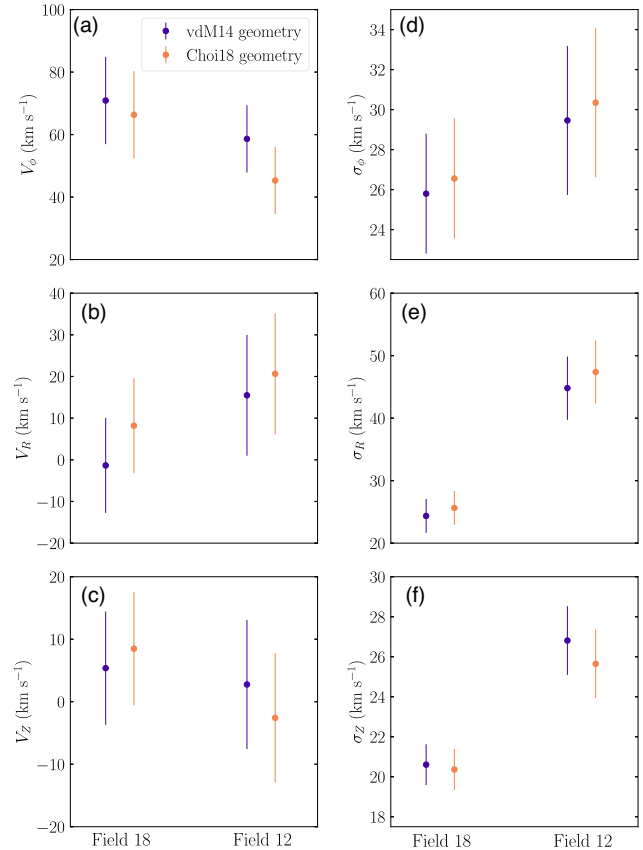 (a)
vdM14 geometry
Choi18 geometry
100
80
60
40
20
V_ϕ (km s⁻¹)
(d)
34
32
30
28
26
24
σ_ϕ (km s⁻¹)
(b)
40
30
20
10
0
−10
−20
V_R (km s⁻¹)
(e)
60
50
40
30
20
σ_R (km s⁻¹)
(c)
20
10
0
−10
−20
V_Z (km s⁻¹)
Field 18
Field 12
(f)
30
28
26
24
22
20
18
σ_Z (km s⁻¹)
Field 18
Field 12